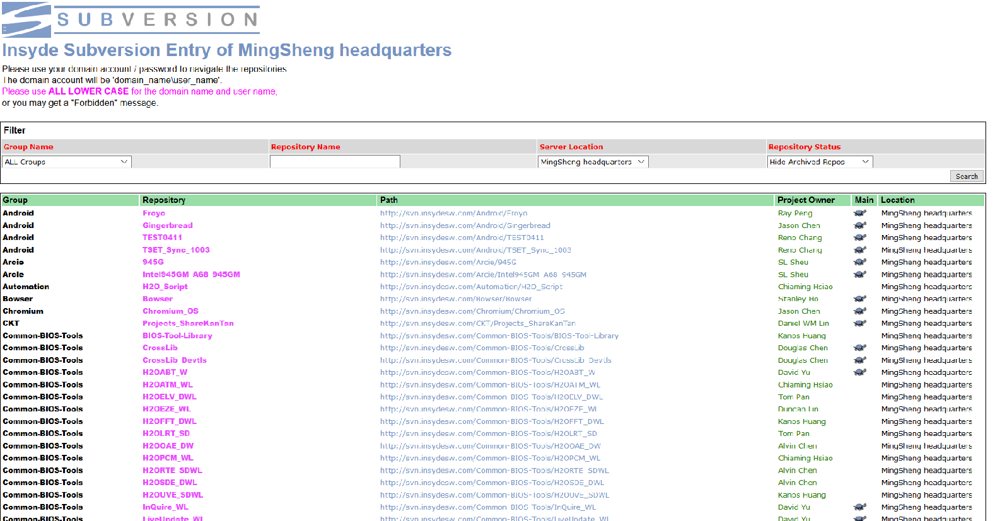 SUBVERSION
Insyde Subversion Entry of MingSheng headquarters
Please use your domain account / password to navigate the repositories
The domain account will be 'domain_name\user_name'.
Please use ALL LOWER CASE for the domain name and user name,
or you may get a "Forbidden" message.
Filter
Group Name Repository Name Server Location Repository Status
ALL Groups MingSheng headquarters Hide Archived Repos
Search
Group Repository Path Project Owner Main Location
Android Froyo http://svn.insydesw.com/Android/Froyo Ray Peng MingSheng headquarters
Android Gingerbread http://svn.insydesw.com/Android/Gingerbread Jason Chen MingSheng headquarters
Android TEST0411 http://svn.insydesw.com/Android/TEST0411 Reno Chang MingSheng headquarters
Android TSET_Sync_1003 http://svn.insydesw.com/Android/TSET_Sync_1003 Reno Chang MingSheng headquarters
Arcie 945G http://svn.insydesw.com/Arcie/945G SL Sheu MingSheng headquarters
Arcie Intel945GM_A68_945GM http://svn.insydesw.com/Arcie/Intel945GM_A68_945GM SL Sheu MingSheng headquarters
Automation H2O_Script http://svn.insydesw.com/Automation/H2O_Script Chiaming Hsiao MingSheng headquarters
Bowser Bowser http://svn.insydesw.com/Bowser/Bowser Stanley Ho MingSheng headquarters
Chromium Chromium_OS http://svn.insydesw.com/Chromium/Chromium_OS Jason Chen MingSheng headquarters
CKT Projects_ShareKanTan http://svn.insydesw.com/CKT/Projects_ShareKanTan Daniel WM Lin MingSheng headquarters
Common-BIOS-Tools BIOS-Tool-Library http://svn.insydesw.com/Common-BIOS-Tools/BIOS-Tool-Library Kanos Huang MingSheng headquarters
Common-BIOS-Tools CrossLib http://svn.insydesw.com/Common-BIOS-Tools/CrossLib Douglas Chen MingSheng headquarters
Common-BIOS-Tools CrossLib_Devtls http://svn.insydesw.com/Common-BIOS-Tools/CrossLib_Devtls Douglas Chen MingSheng headquarters
Common-BIOS-Tools H2OABT_W http://svn.insydesw.com/Common-BIOS-Tools/H2OABT_W David Yu MingSheng headquarters
Common-BIOS-Tools H2OATM_WL http://svn.insydesw.com/Common-BIOS-Tools/H2OATM_WL Chiaming Hsiao MingSheng headquarters
Common-BIOS-Tools H2OELV_DWL http://svn.insydesw.com/Common-BIOS-Tools/H2OELV_DWL Tom Pan MingSheng headquarters
Common-BIOS-Tools H2OEZE_WL http://svn.insydesw.com/Common-BIOS-Tools/H2OEZE_WL Duncan Lin MingSheng headquarters
Common-BIOS-Tools H2OFFT_DWL http://svn.insydesw.com/Common-BIOS-Tools/H2OFFT_DWL Kanos Huang MingSheng headquarters
Common-BIOS-Tools H2OLRT_SD http://svn.insydesw.com/Common-BIOS-Tools/H2OLRT_SD Tom Pan MingSheng headquarters
Common-BIOS-Tools H2OOAE_DW http://svn.insydesw.com/Common-BIOS-Tools/H2OOAE_DW Alvin Chen MingSheng headquarters
Common-BIOS-Tools H2OPCM_WL http://svn.insydesw.com/Common-BIOS-Tools/H2OPCM_WL Chiaming Hsiao MingSheng headquarters
Common-BIOS-Tools H2ORTE_SDWL http://svn.insydesw.com/Common-BIOS-Tools/H2ORTE_SDWL Alvin Chen MingSheng headquarters
Common-BIOS-Tools H2OSDE_DWL http://svn.insydesw.com/Common-BIOS-Tools/H2OSDE_DWL Alvin Chen MingSheng headquarters
Common-BIOS-Tools H2OUVE_SDWL http://svn.insydesw.com/Common-BIOS-Tools/H2OUVE_SDWL Kanos Huang MingSheng headquarters
Common-BIOS-Tools InQuire_WL http://svn.insydesw.com/Common-BIOS-Tools/InQuire_WL David Yu MingSheng headquarters
Common-BIOS-Tools LiveUpdate_WL http://svn.insydesw.com/Common-BIOS-Tools/LiveUpdate_WL David Yu MingSheng headquarters